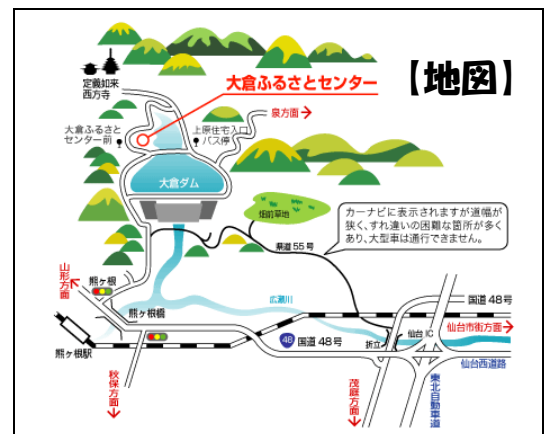 【地図】
定義如来
西方寺
大倉ふるさとセンター
泉方面
大倉ふるさと
センター前
上原住宅入口
バス停
大倉ダム
畑前草地
カーナビに表示されますが道幅が
狭く、すれ違いの困難な箇所が多く
あり、大型車は通行できません。
県道55号
山形方面
熊ヶ根
熊ヶ根橋
広瀬川
国道48号
仙台市街方面
仙台IC
折立
48 国道48号
熊ヶ根駅
仙台西道路
秋保方面
茂庭方面
東北自動車道